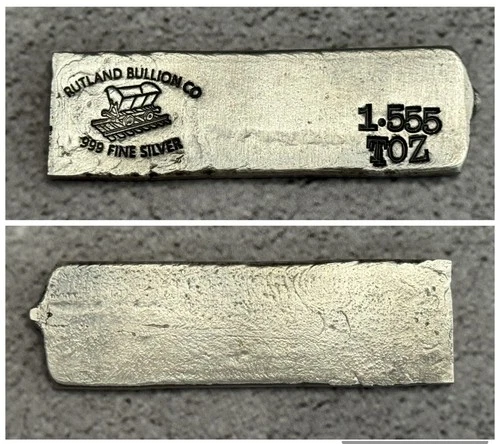 RUTLAND BULLION CO
999 FINE SILVER
1.555
TOZ